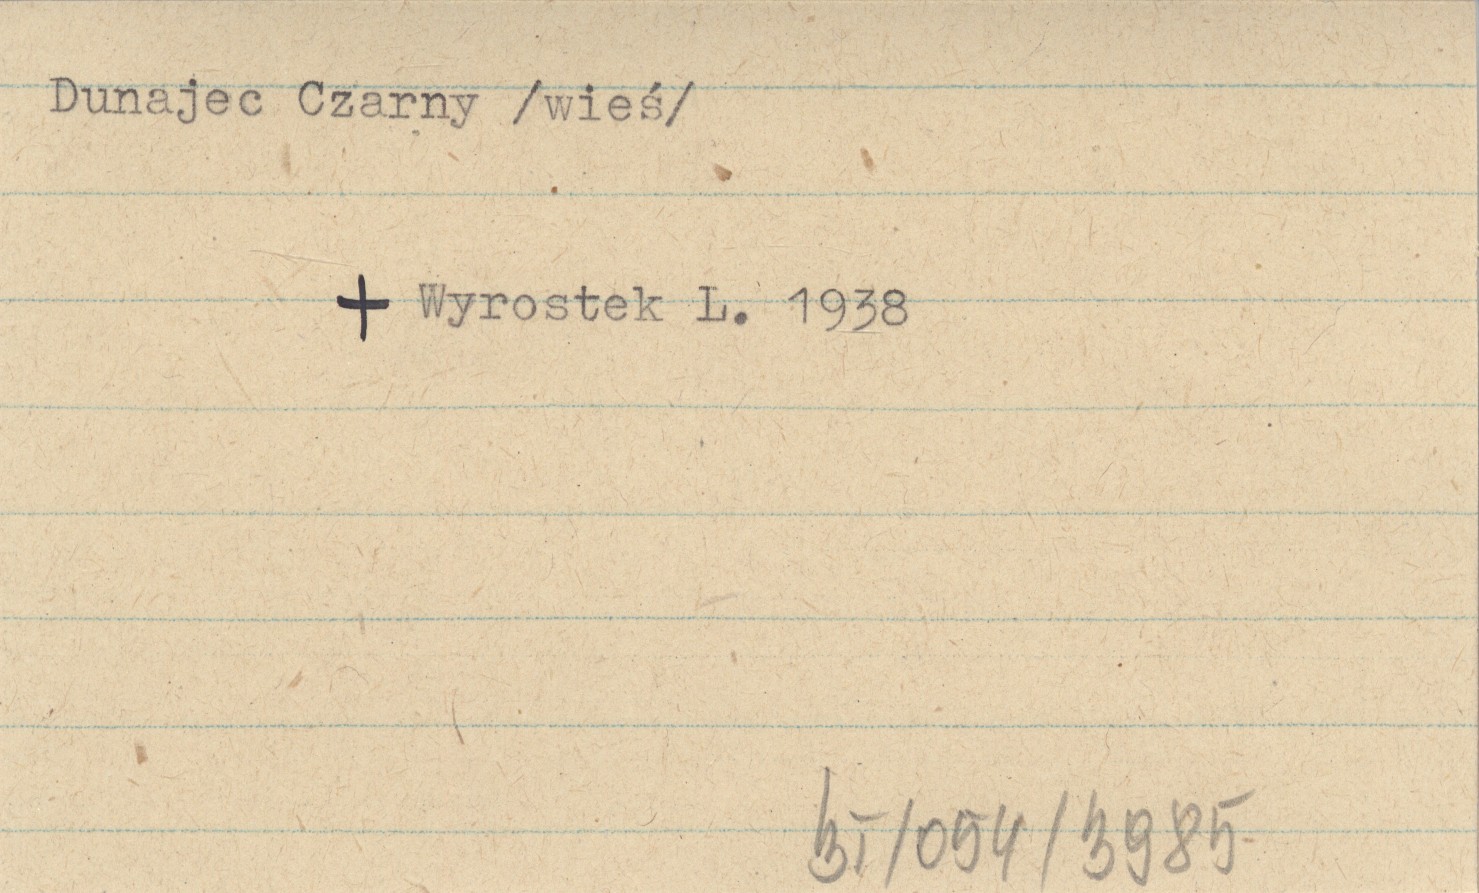 Dunajec Czarny /wieś/
+ Wyrostek L. 1938
BI/054/3985